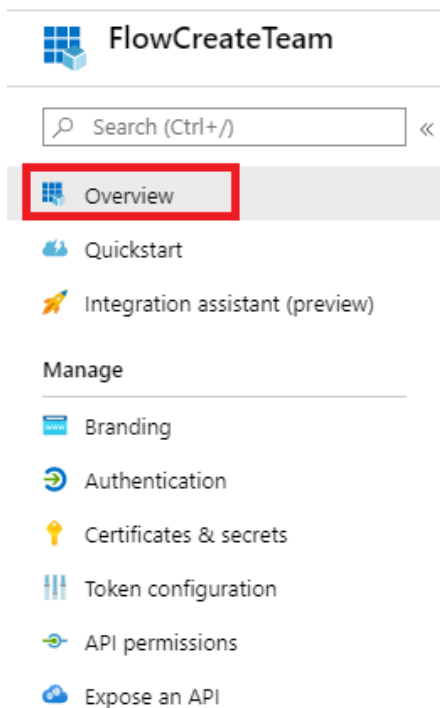 FlowCreateTeam
Search (Ctrl+/)
«
Overview
Quickstart
Integration assistant (preview)
Manage
Branding
Authentication
Certificates & secrets
Token configuration
API permissions
Expose an API